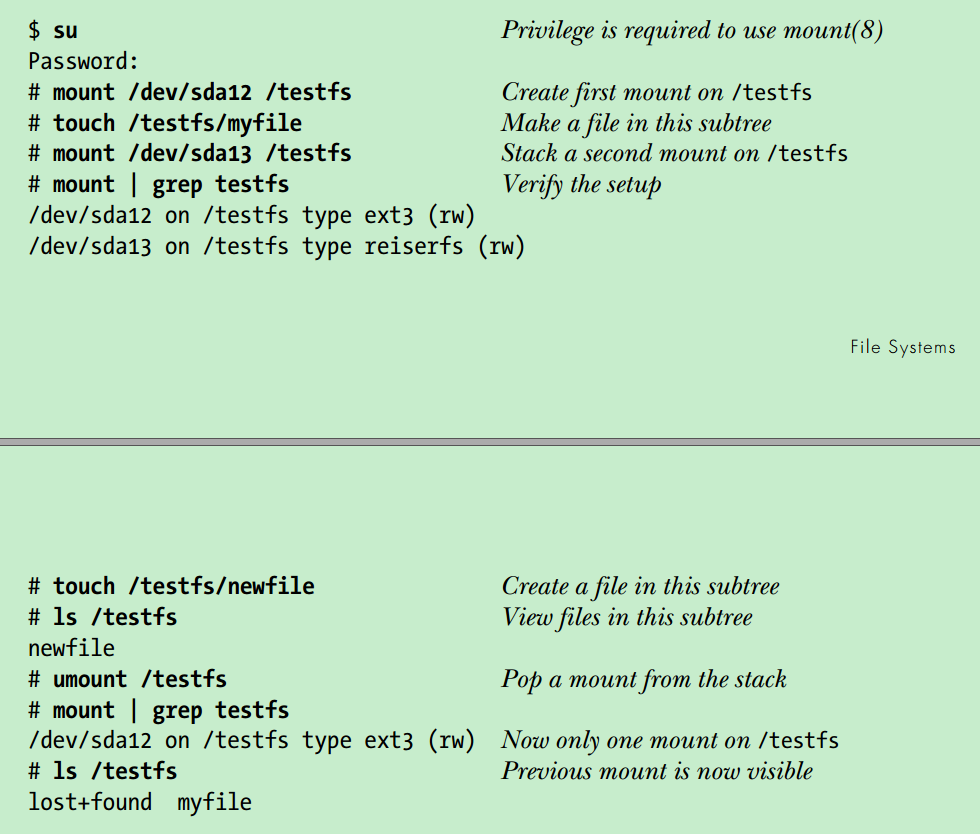 $ su Privilege is required to use mount(8)
Password:
# mount /dev/sda12 /testfs Create first mount on /testfs
# touch /testfs/myfile Make a file in this subtree
# mount /dev/sda13 /testfs Stack a second mount on /testfs
# mount | grep testfs Verify the setup
/dev/sda12 on /testfs type ext3 (rw)
/dev/sda13 on /testfs type reiserfs (rw)
File Systems
# touch /testfs/newfile Create a file in this subtree
# ls /testfs View files in this subtree
newfile
# umount /testfs Pop a mount from the stack
# mount | grep testfs
/dev/sda12 on /testfs type ext3 (rw) Now only one mount on /testfs
# ls /testfs Previous mount is now visible
lost+found myfile